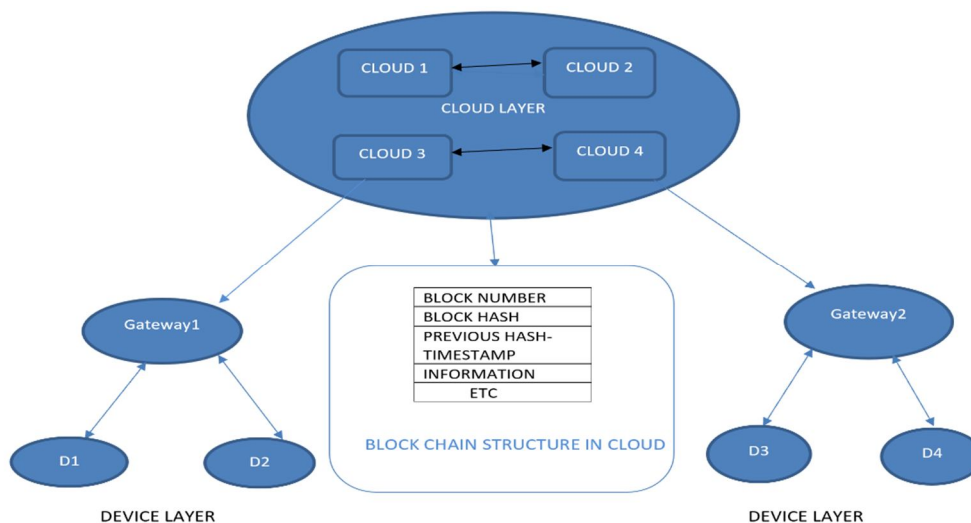 CLOUD 1
CLOUD 2
CLOUD LAYER
CLOUD 3
CLOUD 4
Gateway1
BLOCK NUMBER
BLOCK HASH
PREVIOUS HASH-
TIMESTAMP
INFORMATION
ETC
BLOCK CHAIN STRUCTURE IN CLOUD
Gateway2
D1
D2
D3
D4
DEVICE LAYER
DEVICE LAYER